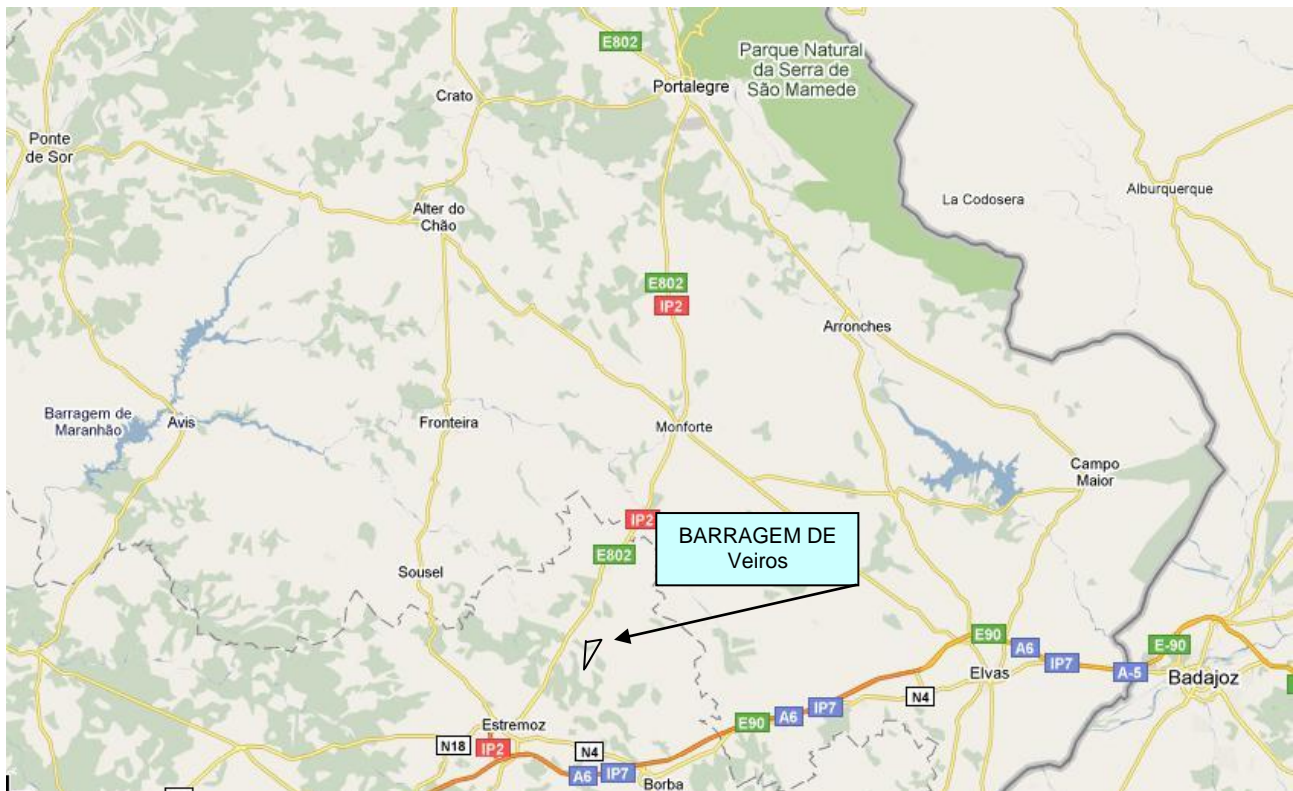 E802
Parque Natural
da Serra de
São Mamede
Portalegre
Crato
Ponte
de Sor
Alburquerque
La Codosera
Alter do
Chão
E802
IP2
Arronches
Barragem de
Maranhão
Avis
Fronteira
Monforte
Campo
Maior
IP2
BARRAGEM DE
Veiros
E802
Sousel
E90
A6
IP7
Elvas
A-5
E-90
Badajoz
N4
Estremoz
N18
IP2
N4
E90
A6
IP7
A6
IP7
Borba